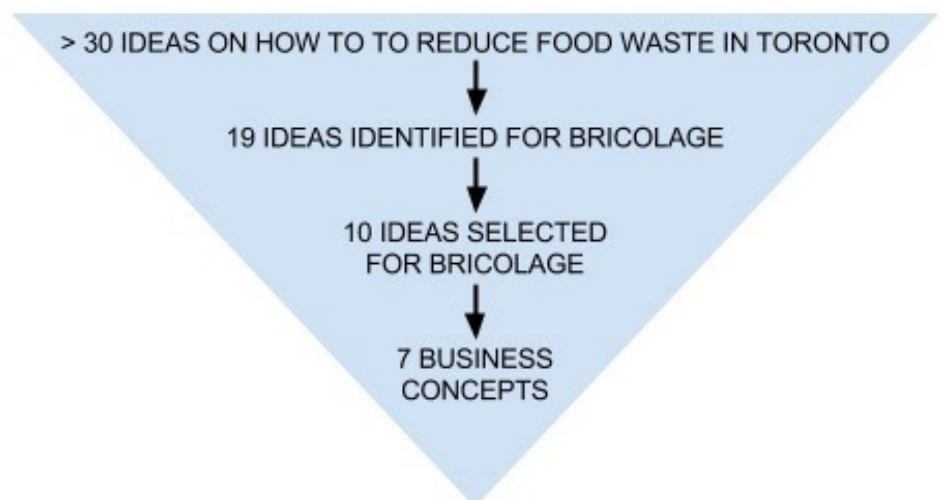 > 30 IDEAS ON HOW TO TO REDUCE FOOD WASTE IN TORONTO
19 IDEAS IDENTIFIED FOR BRICOLAGE
10 IDEAS SELECTED
FOR BRICOLAGE
7 BUSINESS
CONCEPTS